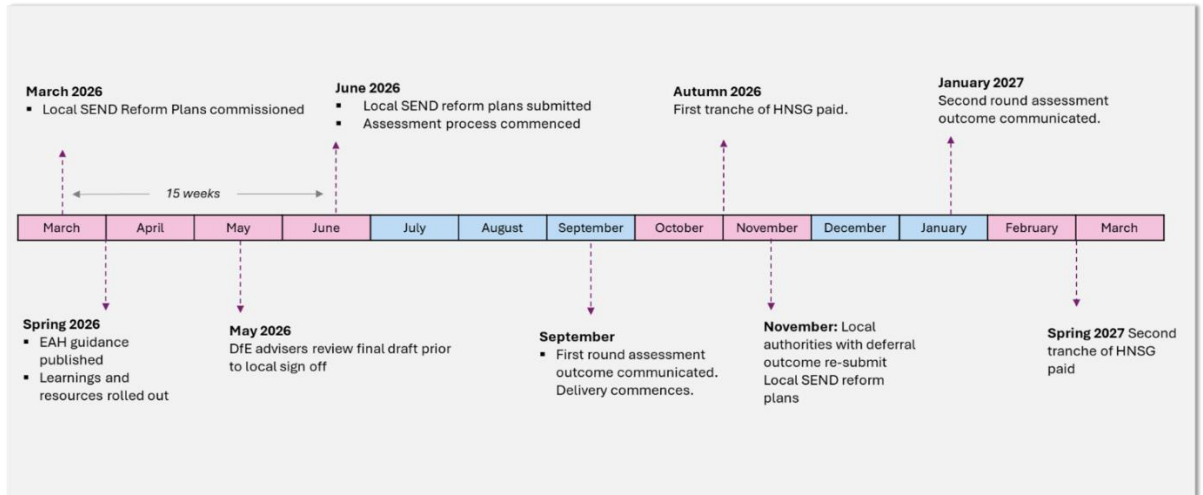 March 2026
▪ Local SEND Reform Plans commissioned
June 2026
▪ Local SEND reform plans submitted
▪ Assessment process commenced
Autumn 2026
First tranche of HNSG paid.
January 2027
Second round assessment
outcome communicated.
15 weeks
March April May June July August September October November December January February March
Spring 2026
▪ EAH guidance
published
▪ Learnings and
resources rolled out
May 2026
DfE advisers review final draft prior
to local sign off
September
▪ First round assessment
outcome communicated.
Delivery commences.
November: Local
authorities with deferral
outcome re-submit
Local SEND reform
plans
Spring 2027 Second
tranche of HNSG
paid